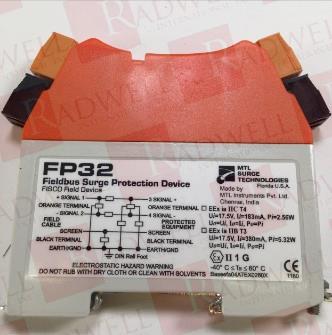 RADWELL
FP32
Fieldbus Surge Protection Device
FISCO Field Device
MTL
SURGE
TECHNOLOGIES
Florida U.S.A.
Made by
MTL Instruments Pvt. Ltd.
Chennai, India
+ SIGNAL 1
3 SIGNAL +
ORANGE TERMINAL
ORANGE TERMINAL
- SIGNAL 2
4 SIGNAL -
FIELD
CABLE
PROTECTED
EQUIPMENT
SCREEN
SCREEN
BLACK TERMINAL
BLACK TERMINAL
EARTH/GND
EARTH/GND
DIN Rail Foot
EEx ia IIC T4
Ui=17.5V, Ii=183mA, Pi=2.56W
Uo=Ui, Io=Ii, Po=Pi
EEx ia IIB T3
Ui=17.5V, Ii=380mA, Pi=5.32W
Uo=Ui, Io=Ii, Po=Pi
II 1 G
-40° C ≤ Ta ≤ 80° C
Baseefa04ATEX0280X
1180
ELECTROSTATIC HAZARD WARNING
DO NOT RUB WITH DRY CLOTH OR CLEAN WITH SOLVENTS